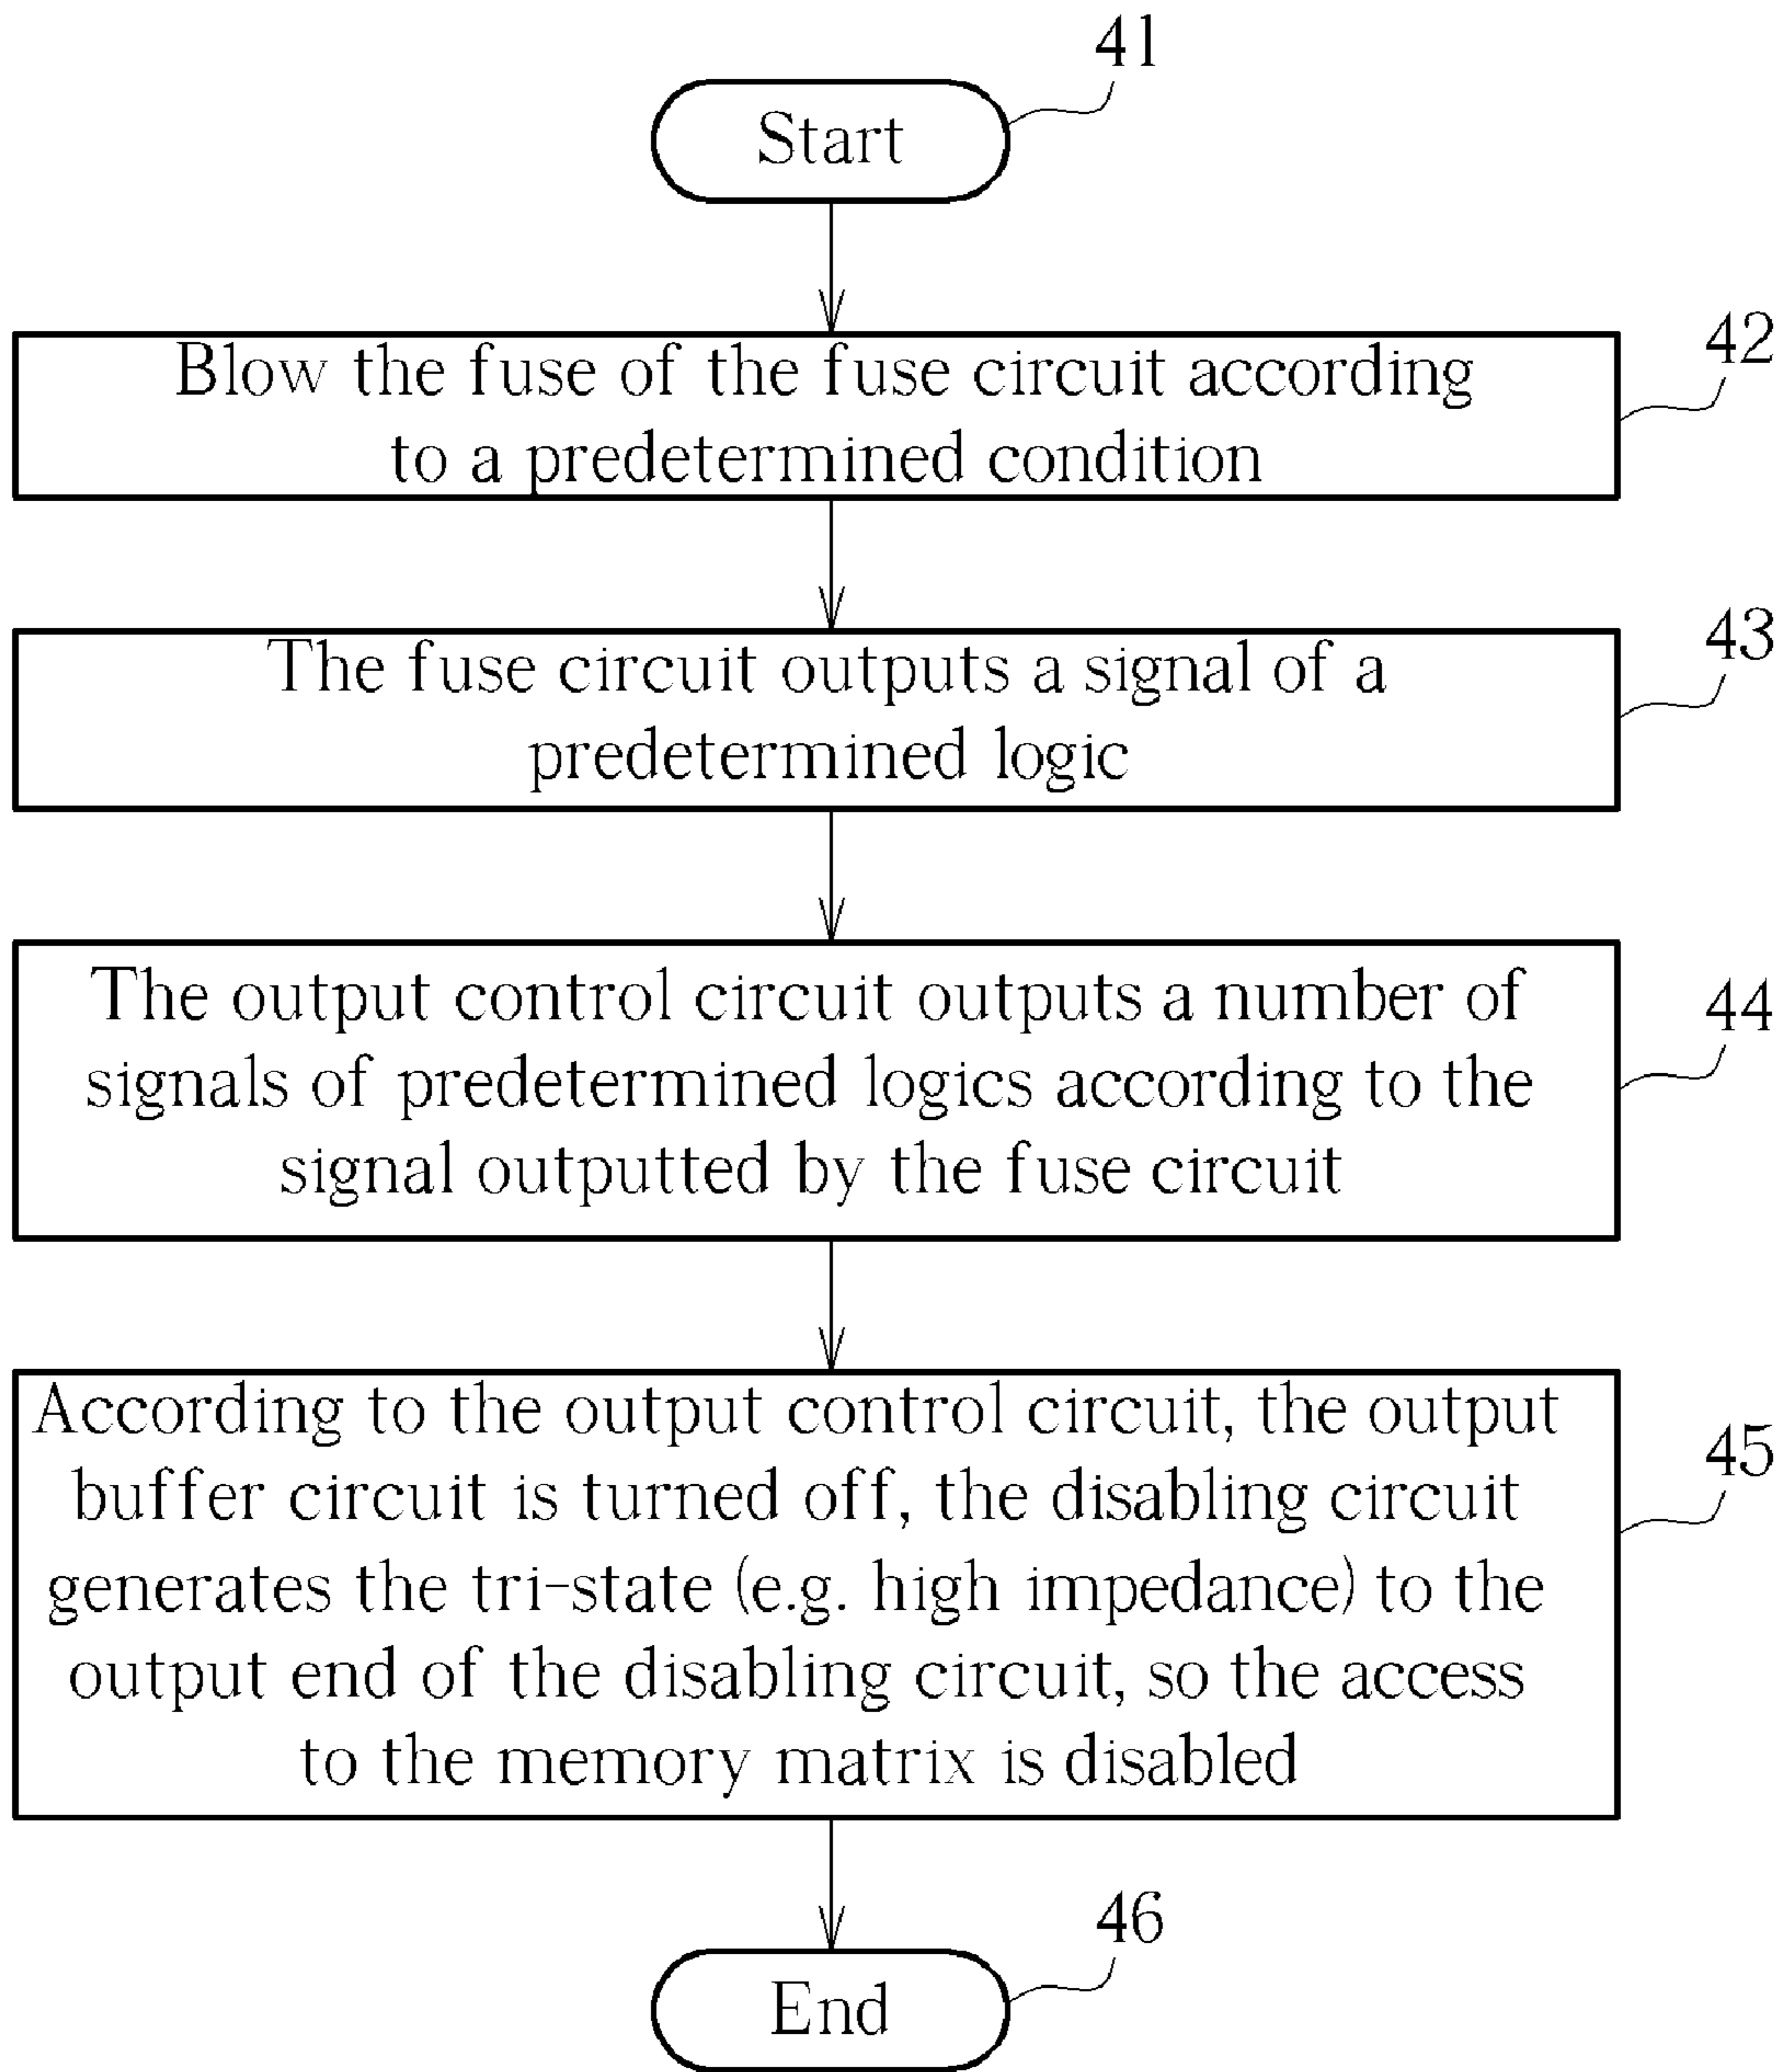 41
Start
42
Blow the fuse of the fuse circuit according
to a predetermined condition
43
The fuse circuit outputs a signal of a
predetermined logic
44
The output control circuit outputs a number of
signals of predetermined logics according to the
signal outputted by the fuse circuit
45
According to the output control circuit, the output
buffer circuit is turned off, the disabling circuit
generates the tri-state (e.g. high impedance) to the
output end of the disabling circuit, so the access
to the memory matrix is disabled
46
End